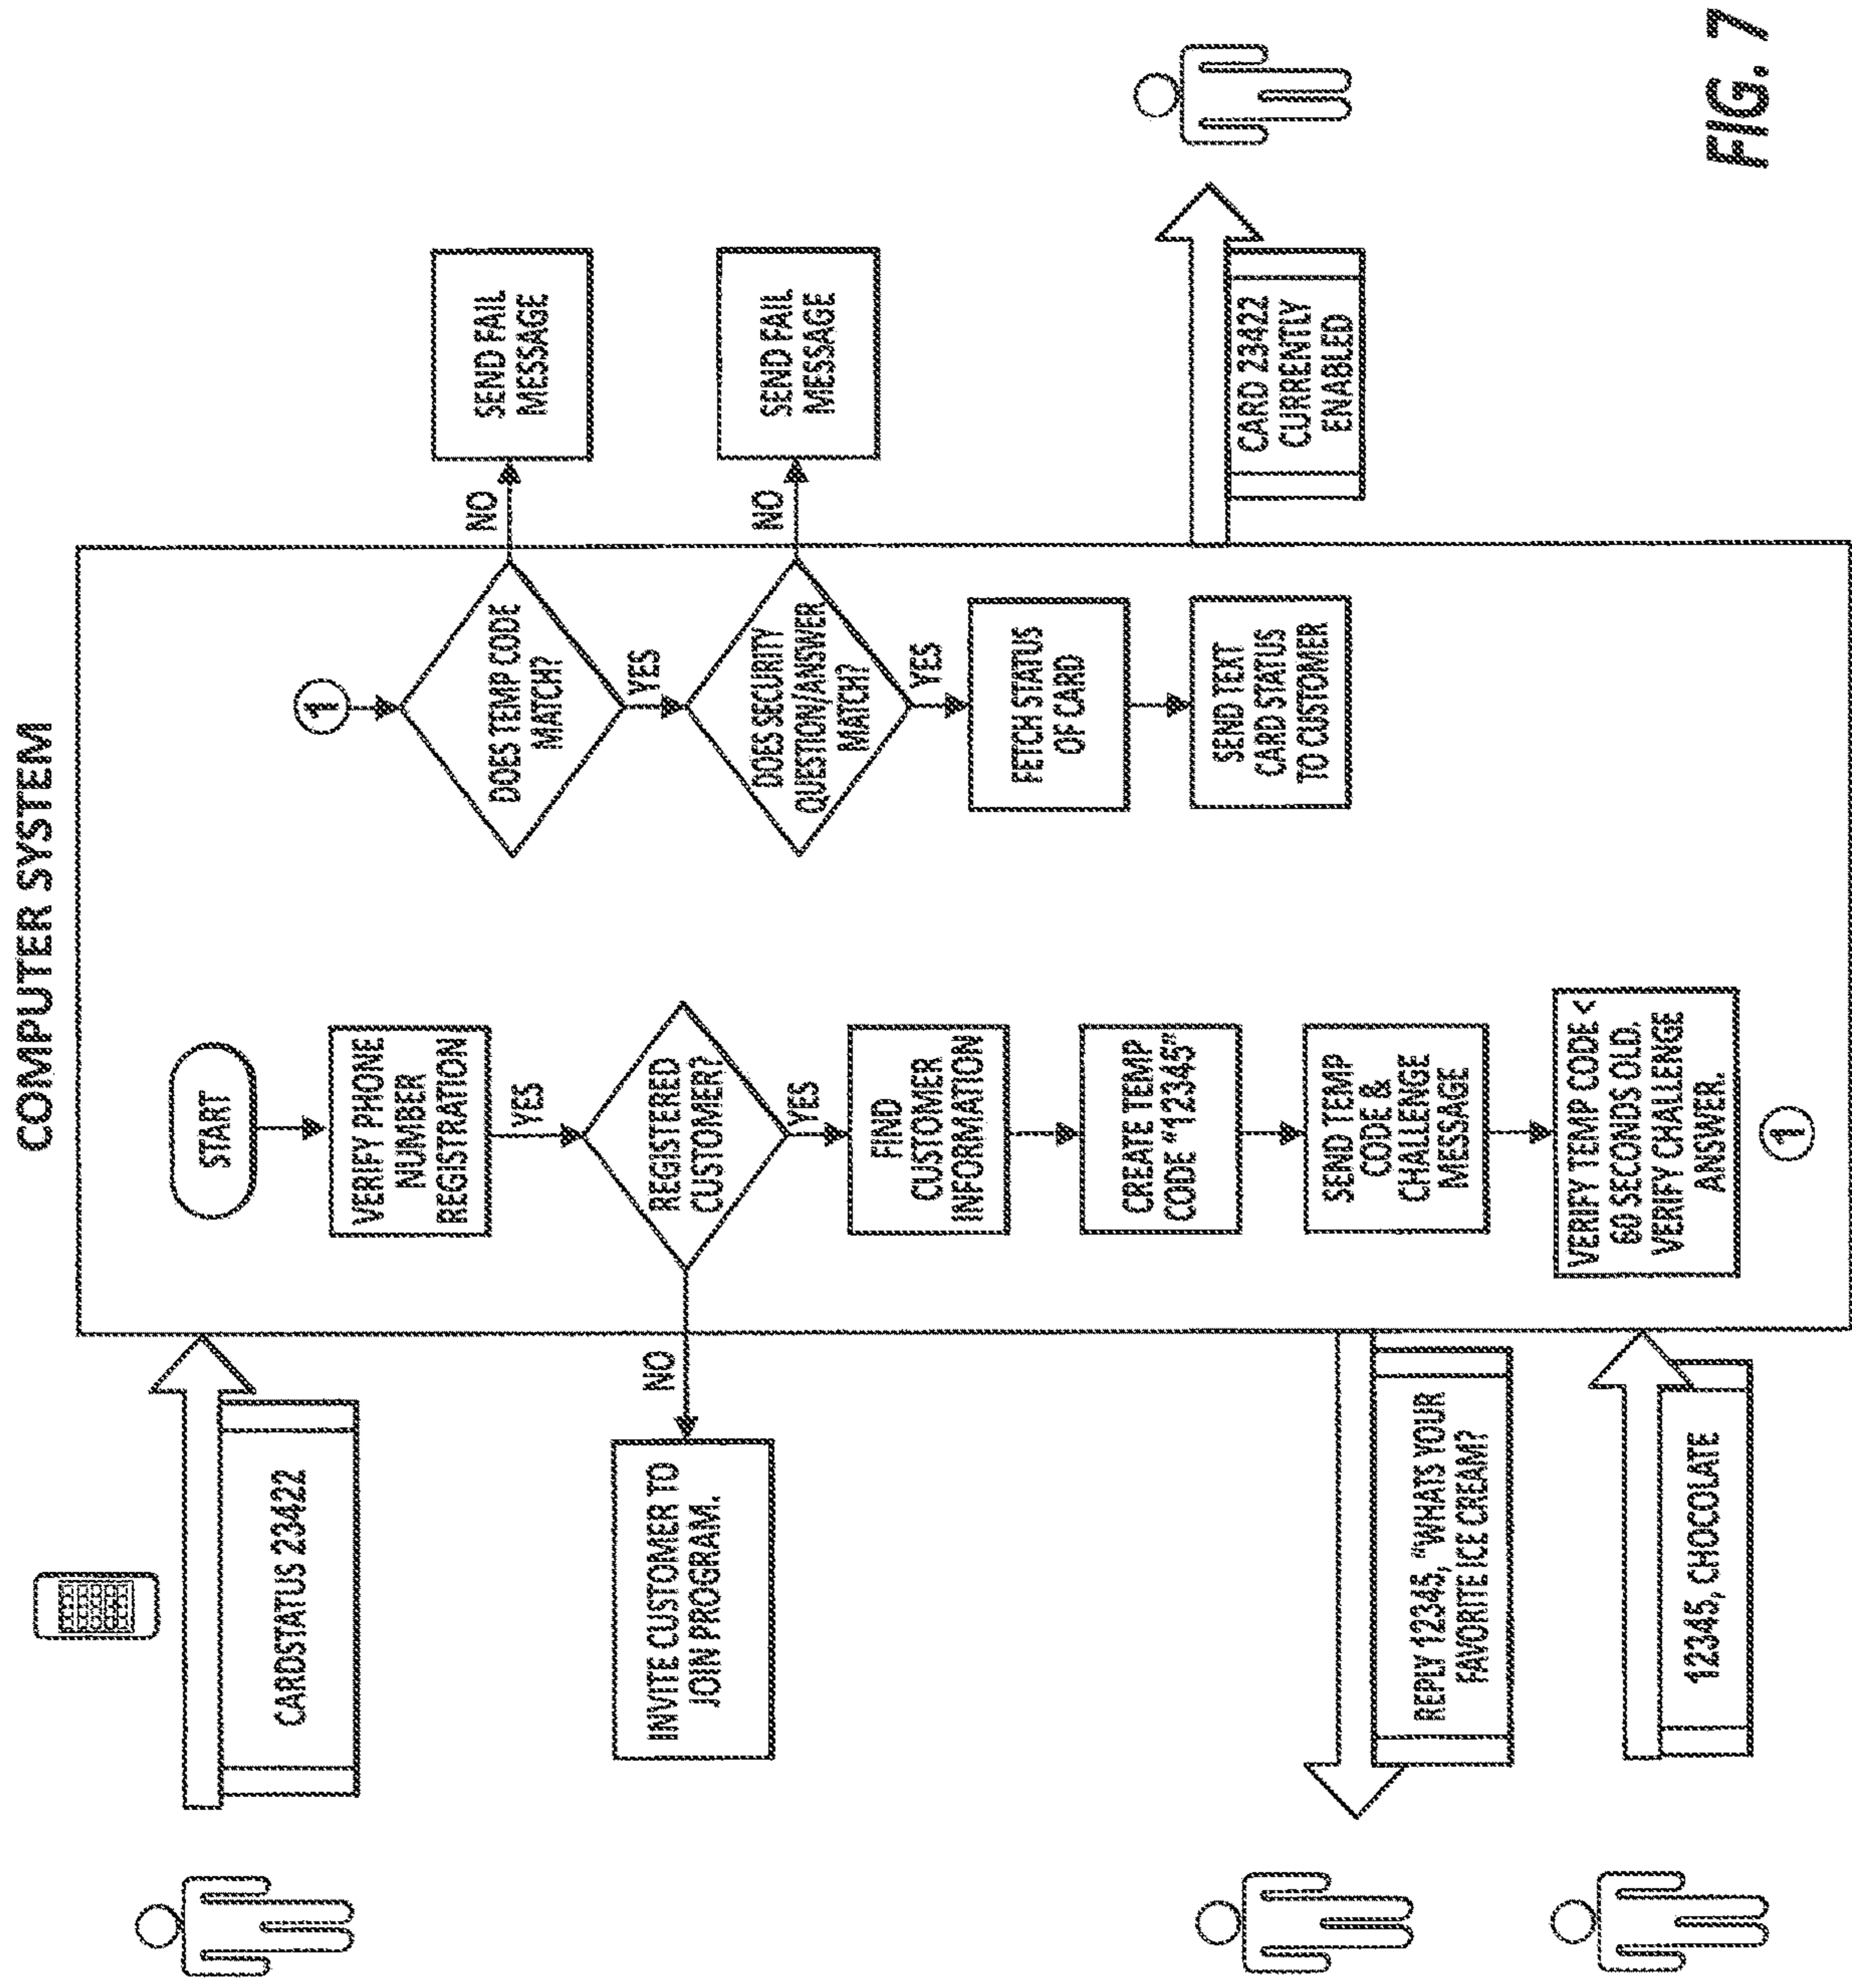 COMPUTER SYSTEM
CARDSTATUS 23422
START
VERIFY PHONE
NUMBER
REGISTRATION
YES
REGISTERED
CUSTOMER?
NO
INVITE CUSTOMER TO
JOIN PROGRAM.
YES
FIND
CUSTOMER
INFORMATION
CREATE TEMP
CODE "12345"
SEND TEMP
CODE &
CHALLENGE
MESSAGE
REPLY 12345, "WHATS YOUR
FAVORITE ICE CREAM?
12345, CHOCOLATE
VERIFY TEMP CODE <
60 SECONDS OLD.
VERIFY CHALLENGE
ANSWER.
1
1
DOES TEMP CODE
MATCH?
NO
SEND FAIL
MESSAGE
YES
DOES SECURITY
QUESTION/ANSWER
MATCH?
NO
SEND FAIL
MESSAGE
YES
FETCH STATUS
OF CARD
SEND TEXT
CARD STATUS
TO CUSTOMER
CARD 23422
CURRENTLY
ENABLED
FIG. 7